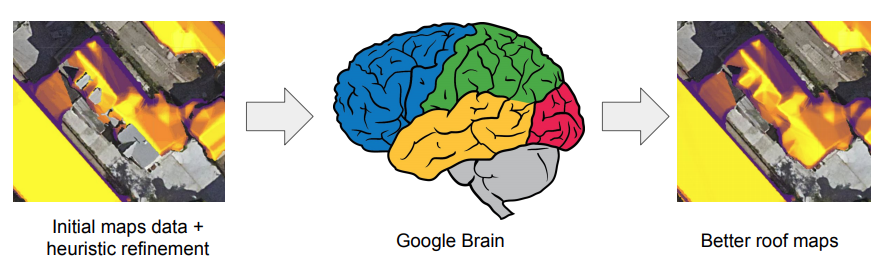 Initial maps data +
heuristic refinement
Google Brain
Better roof maps